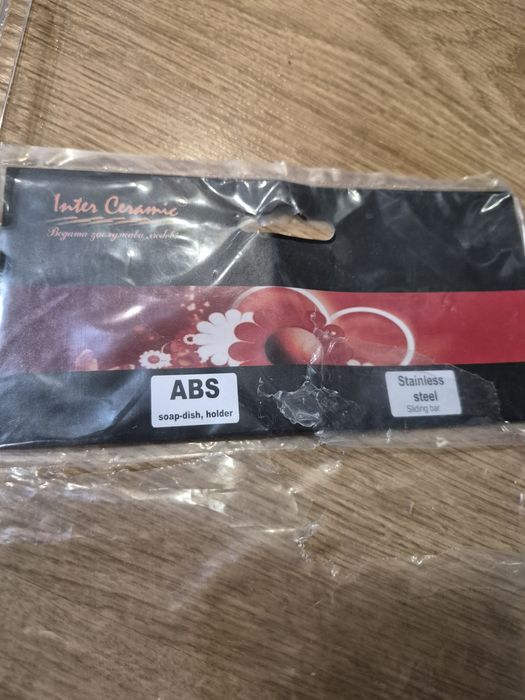 Inter Ceramic
Водата заслужава любов
ABS
soap-dish, holder
Stainless
steel
Sliding bar